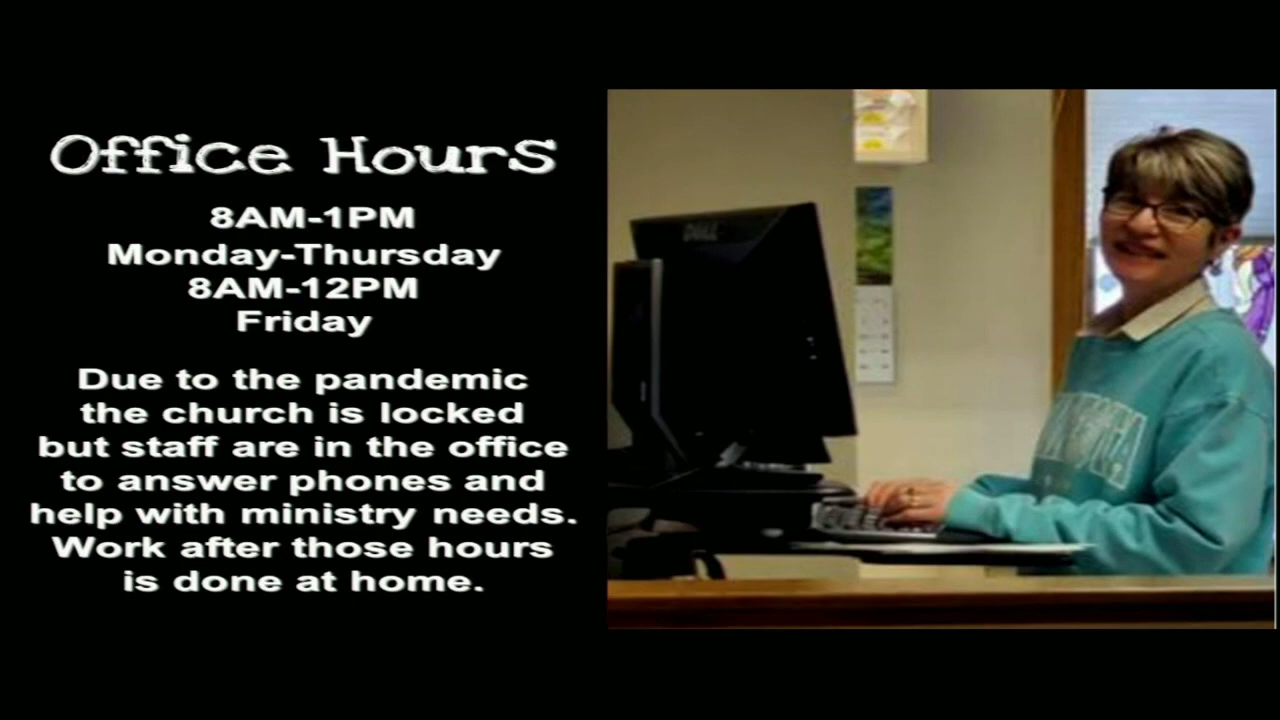 Office Hours
8AM-1PM
Monday-Thursday
8AM-12PM
Friday
Due to the pandemic
the church is locked
but staff are in the office
to answer phones and
help with ministry needs.
Work after those hours
is done at home.
DELL